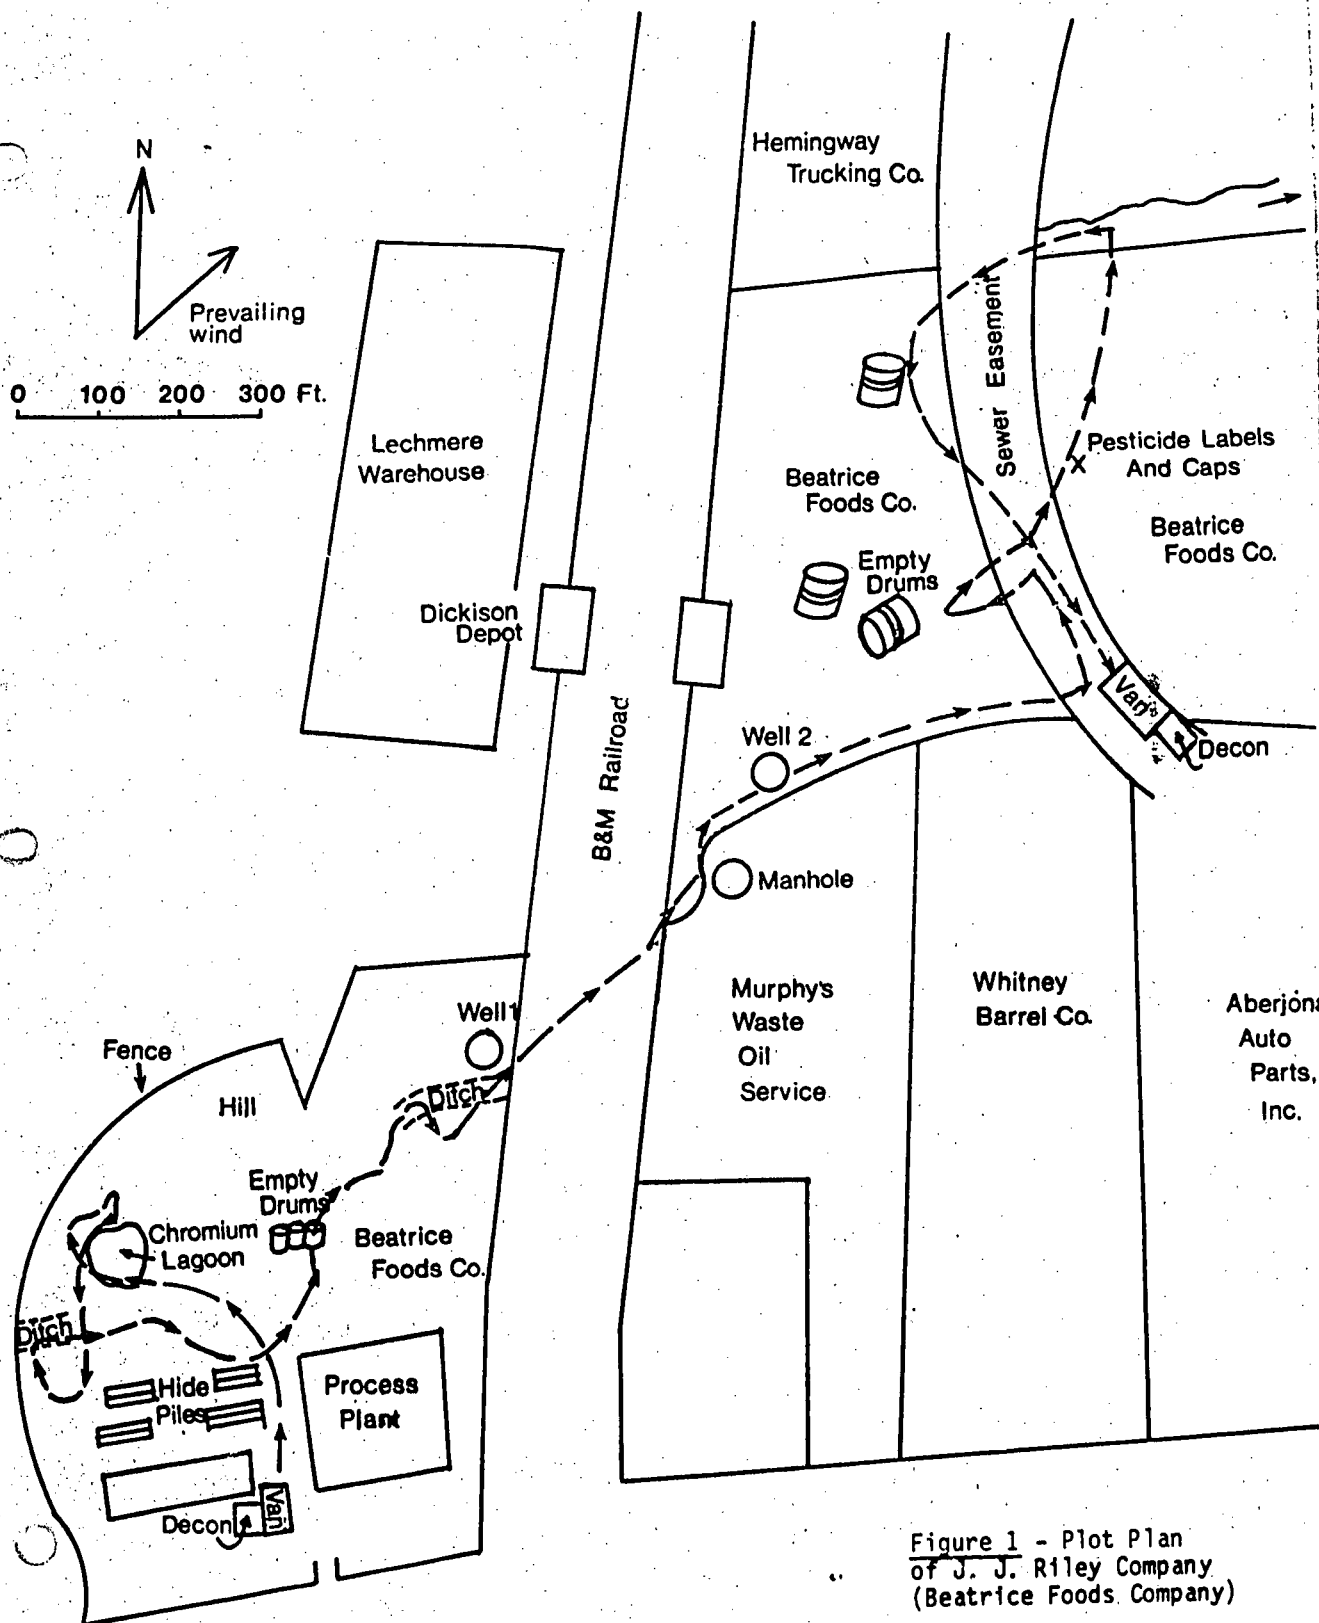 Hemingway
Trucking Co.
N
Prevailing
wind
0 100 200 300 Ft.
Lechmere
Warehouse
Sewer Easement
Pesticide Labels
And Caps
X
Beatrice
Foods Co.
Beatrice
Foods Co.
Empty
Drums
Dickison
Depot
Van
Decon
B&M Railroad
Well 2
Manhole
Murphy's
Waste
Oil
Service
Whitney
Barrel Co.
Aberjona
Auto
Parts,
Inc.
Well 1
Fence
Hill
Ditch
Empty
Drums
Chromium
Lagoon
Beatrice
Foods Co.
Ditch
Hide
Piles
Process
Plant
Van
Decon
Figure 1 - Plot Plan
of J. J. Riley Company
(Beatrice Foods Company)